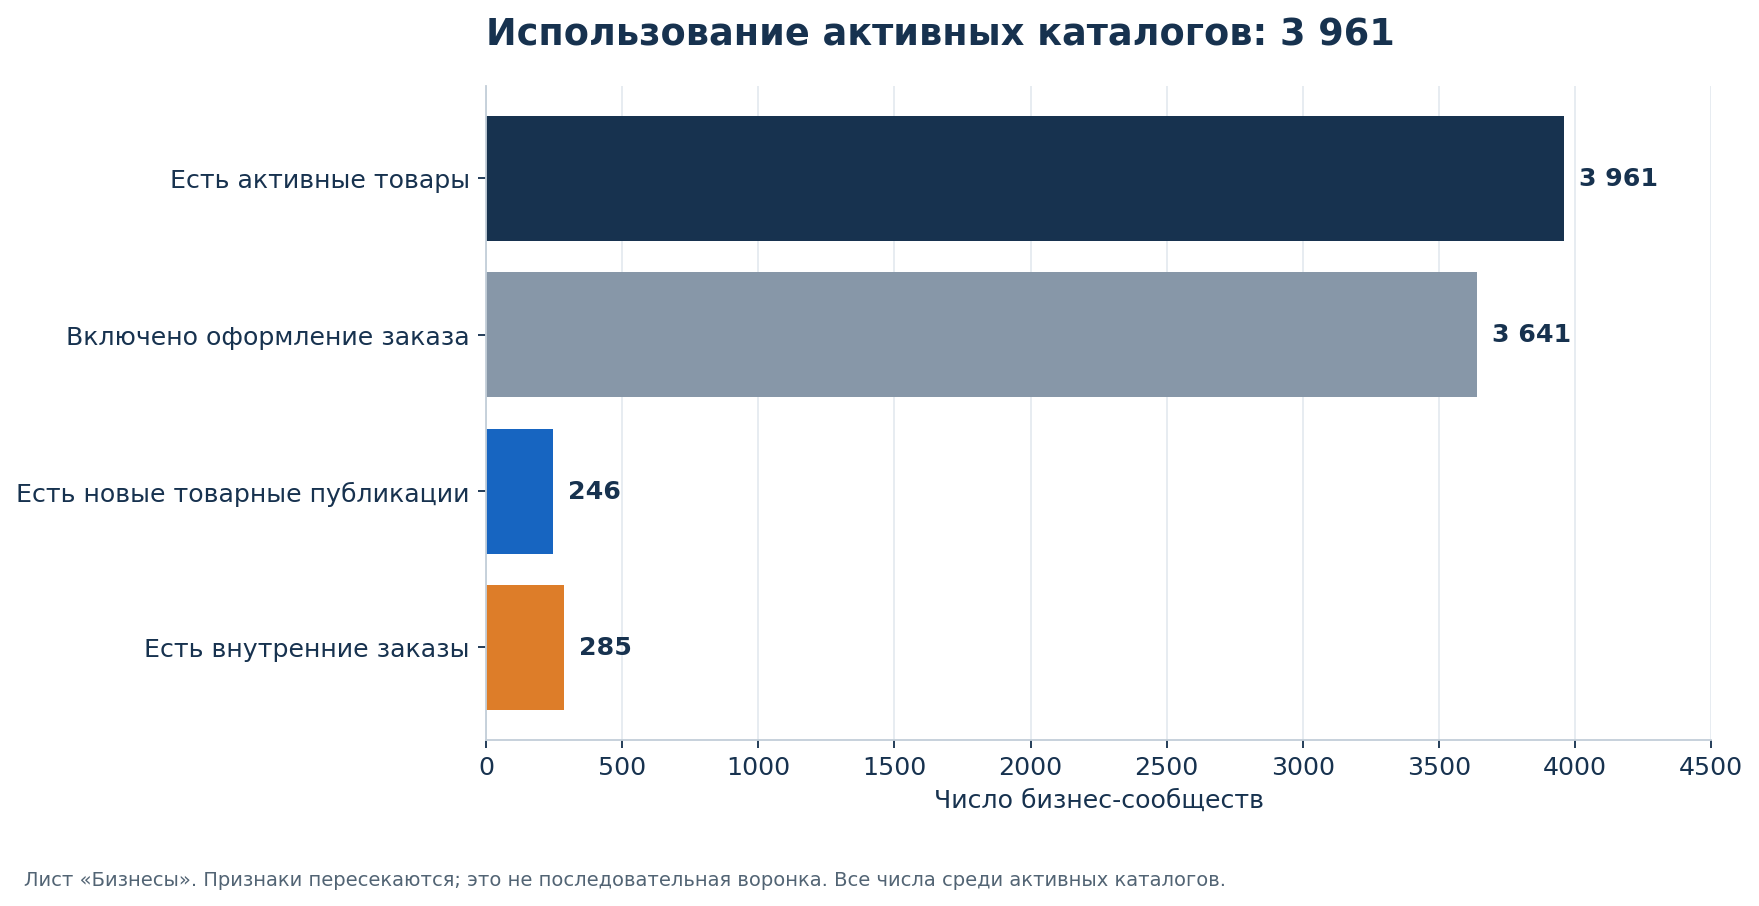 Использование активных каталогов: 3 961
Есть активные товары
3 961
Включено оформление заказа
3 641
Есть новые товарные публикации
246
Есть внутренние заказы
285
0 500 1000 1500 2000 2500 3000 3500 4000 4500
Число бизнес-сообществ
Лист «Бизнесы». Признаки пересекаются; это не последовательная воронка. Все числа среди активных каталогов.